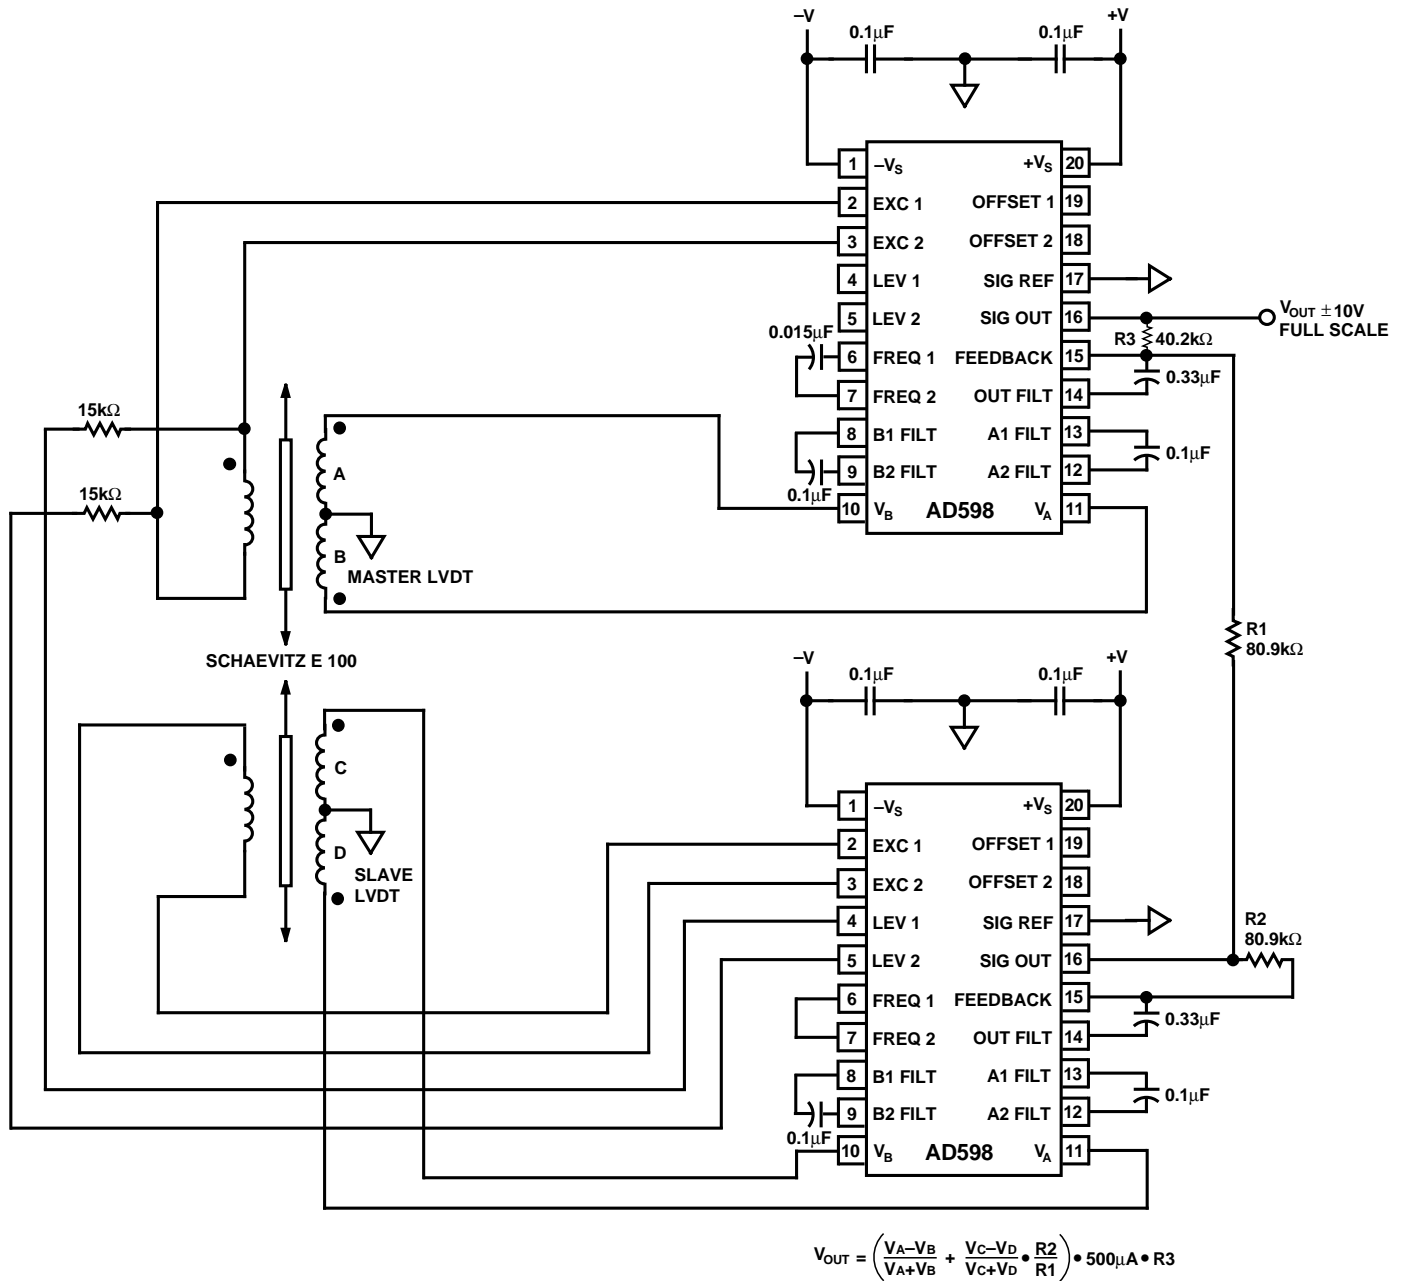 –V
+V
0.1µF
0.1µF
1 –VS
+VS 20
2 EXC 1
OFFSET 1 19
3 EXC 2
OFFSET 2 18
4 LEV 1
SIG REF 17
5 LEV 2
SIG OUT 16
VOUT ±10V
FULL SCALE
R3 40.2kΩ
0.015µF
6 FREQ 1
FEEDBACK 15
0.33µF
7 FREQ 2
OUT FILT 14
8 B1 FILT
A1 FILT 13
0.1µF
9 B2 FILT
A2 FILT 12
0.1µF
10 VB
AD598
VA 11
15kΩ
15kΩ
A
B
MASTER LVDT
SCHAEVITZ E 100
R1
80.9kΩ
–V
+V
0.1µF
0.1µF
C
D
SLAVE
LVDT
1 –VS
+VS 20
2 EXC 1
OFFSET 1 19
3 EXC 2
OFFSET 2 18
4 LEV 1
SIG REF 17
R2
80.9kΩ
5 LEV 2
SIG OUT 16
6 FREQ 1
FEEDBACK 15
0.33µF
7 FREQ 2
OUT FILT 14
8 B1 FILT
A1 FILT 13
0.1µF
9 B2 FILT
A2 FILT 12
0.1µF
10 VB
AD598
VA 11
VOUT = (VA–VB/VA+VB + VC–VD/VC+VD • R2/R1) • 500µA • R3